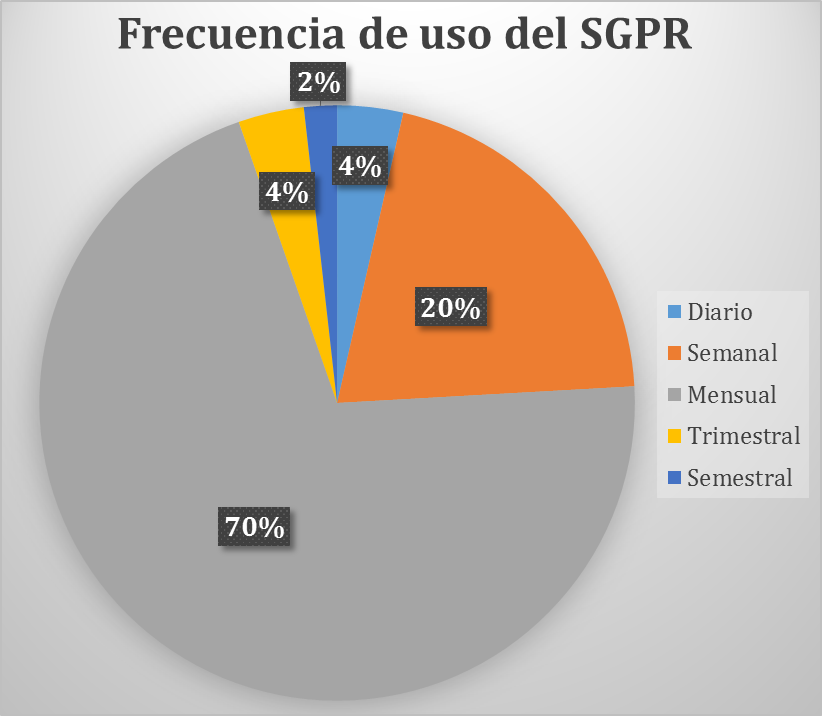 Frecuencia de uso del SGPR
2%
4%
4%
20%
70%
Diario
Semanal
Mensual
Trimestral
Semestral